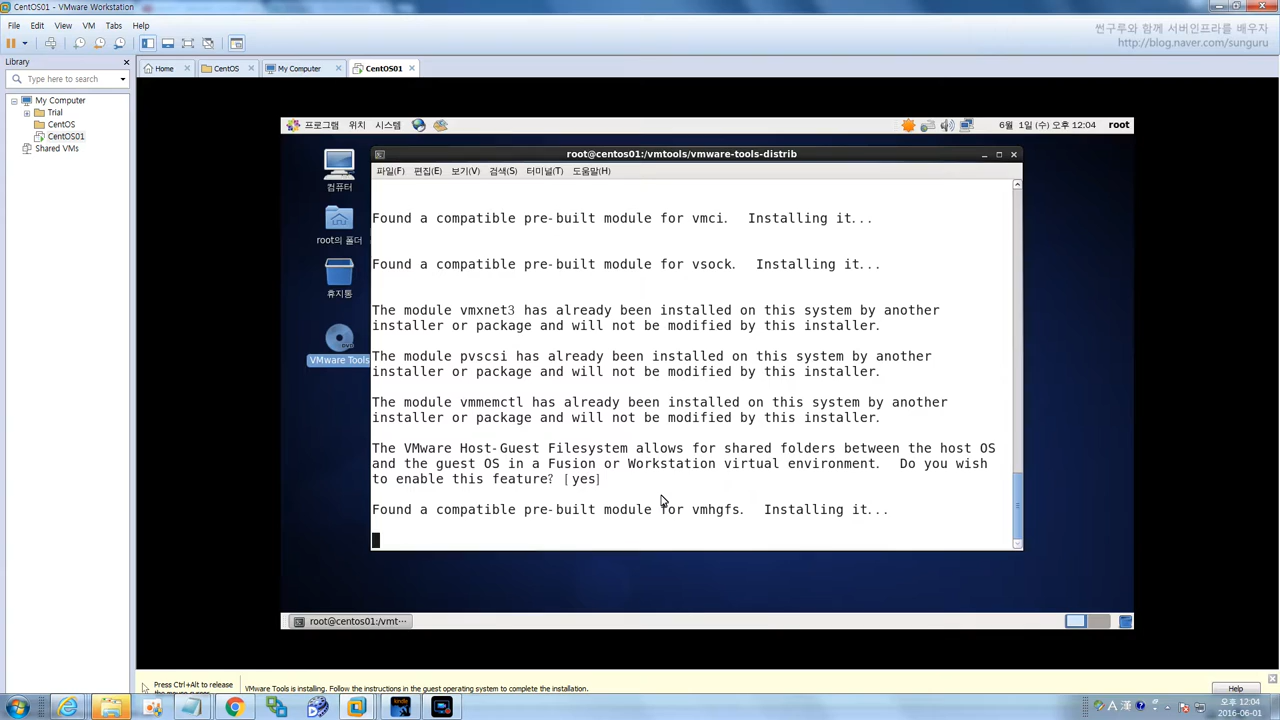 CentOS01 - VMware Workstation
File Edit View VM Tabs Help
썬구루와 함께 서버인프라를 배우자
http://blog.naver.com/sunguru
Library
Type here to search
My Computer
Trial
CentOS
CentOS01
Shared VMs
Home CentOS My Computer CentOS01
프로그램 위치 시스템 6월 1일 (수) 오후 12:04 root
컴퓨터
root의 폴더
휴지통
VMware Tools
root@centos01:/vmtools/vmware-tools-distrib
파일(F) 편집(E) 보기(V) 검색(S) 터미널(T) 도움말(H)
Found a compatible pre-built module for vmci.  Installing it...
Found a compatible pre-built module for vsock.  Installing it...
The module vmxnet3 has already been installed on this system by another
installer or package and will not be modified by this installer.
The module pvscsi has already been installed on this system by another
installer or package and will not be modified by this installer.
The module vmmemctl has already been installed on this system by another
installer or package and will not be modified by this installer.
The VMware Host-Guest Filesystem allows for shared folders between the host OS
and the guest OS in a Fusion or Workstation virtual environment.  Do you wish
to enable this feature? [yes]
Found a compatible pre-built module for vmhgfs.  Installing it...
root@centos01:/vmt···
Press Ctrl+Alt to release
the mouse cursor.
VMware Tools is installing. Follow the instructions in the guest operating system to complete the installation.
Help
kindle
A 漢
오후 12:04
2016-06-01